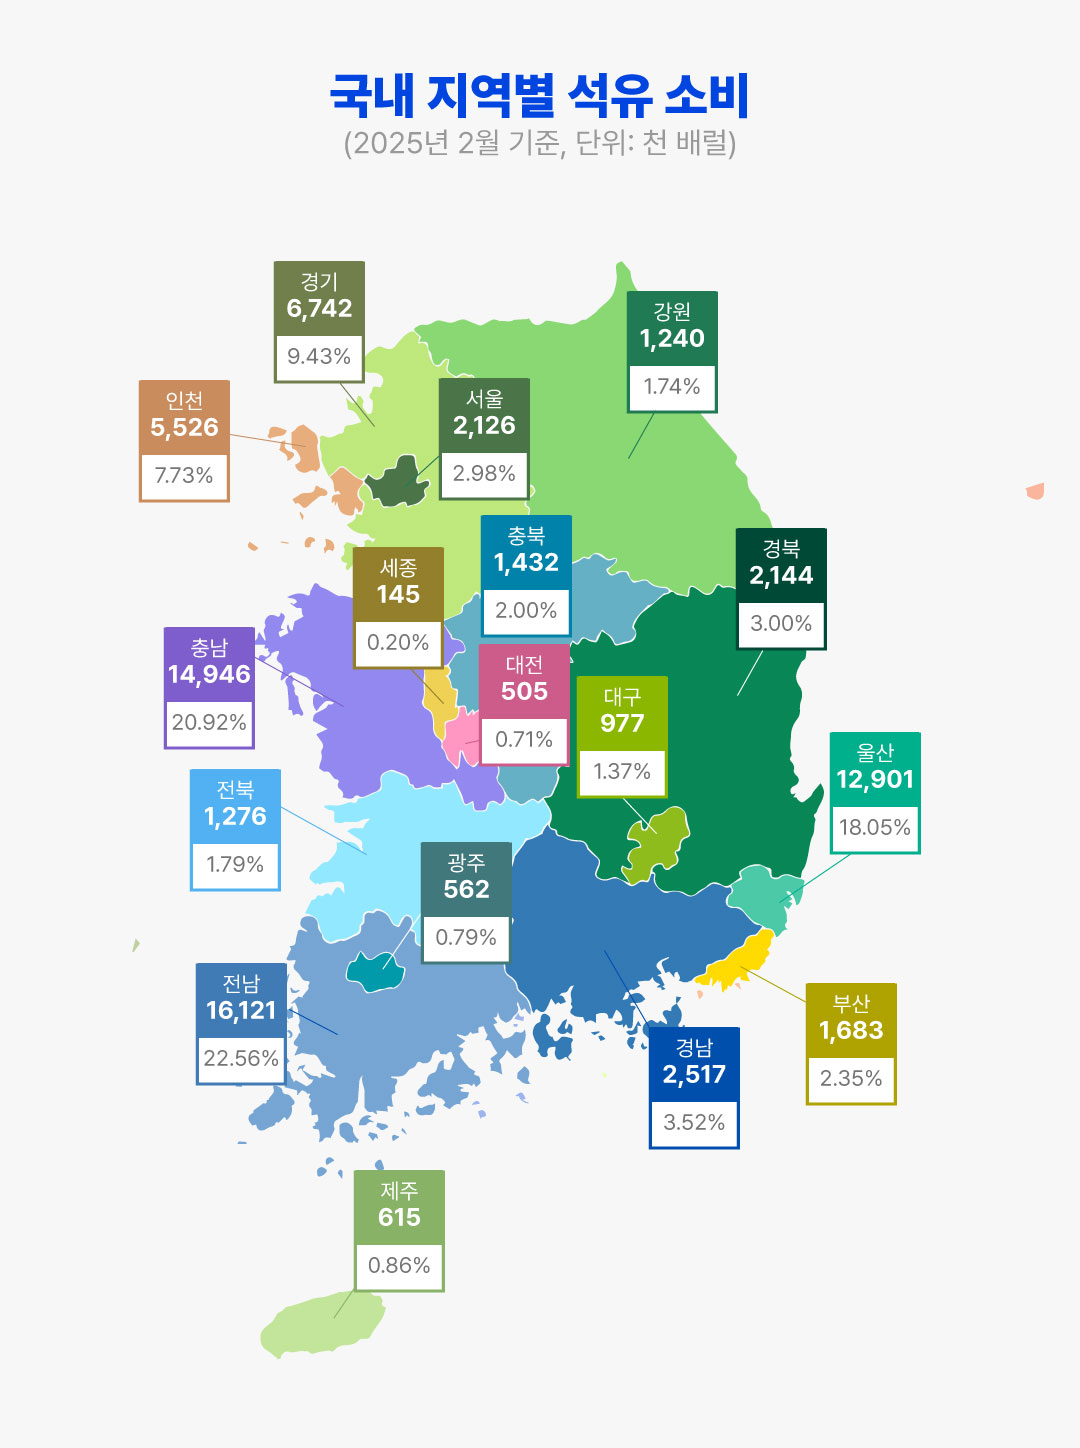 국내 지역별 석유 소비
(2025년 2월 기준, 단위: 천 배럴)
경기
6,742
9.43%
강원
1,240
1.74%
인천
5,526
7.73%
서울
2,126
2.98%
충북
1,432
2.00%
경북
2,144
3.00%
세종
145
0.20%
충남
14,946
20.92%
대전
505
0.71%
대구
977
1.37%
울산
12,901
18.05%
전북
1,276
1.79%
광주
562
0.79%
전남
16,121
22.56%
부산
1,683
2.35%
경남
2,517
3.52%
제주
615
0.86%